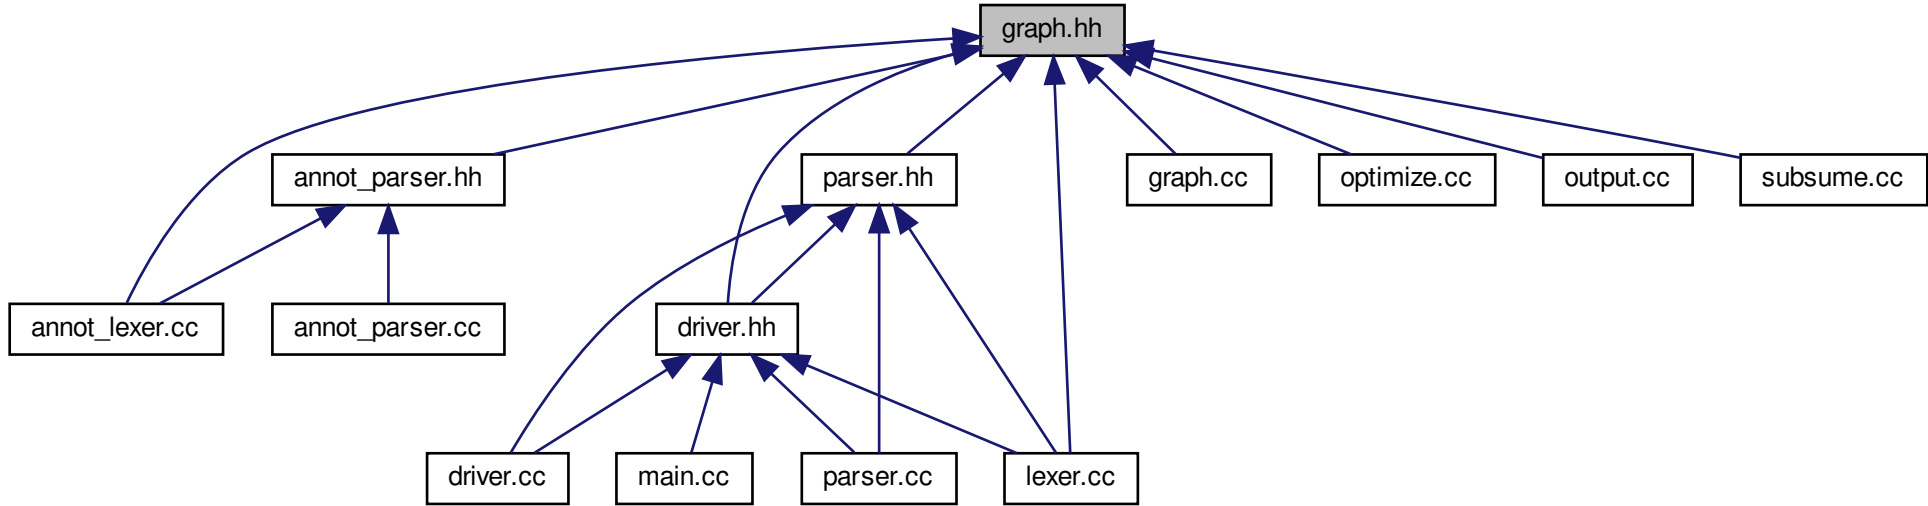 graph.hh
annot_parser.hh
parser.hh
graph.cc
optimize.cc
output.cc
subsume.cc
annot_lexer.cc
annot_parser.cc
driver.hh
driver.cc
main.cc
parser.cc
lexer.cc